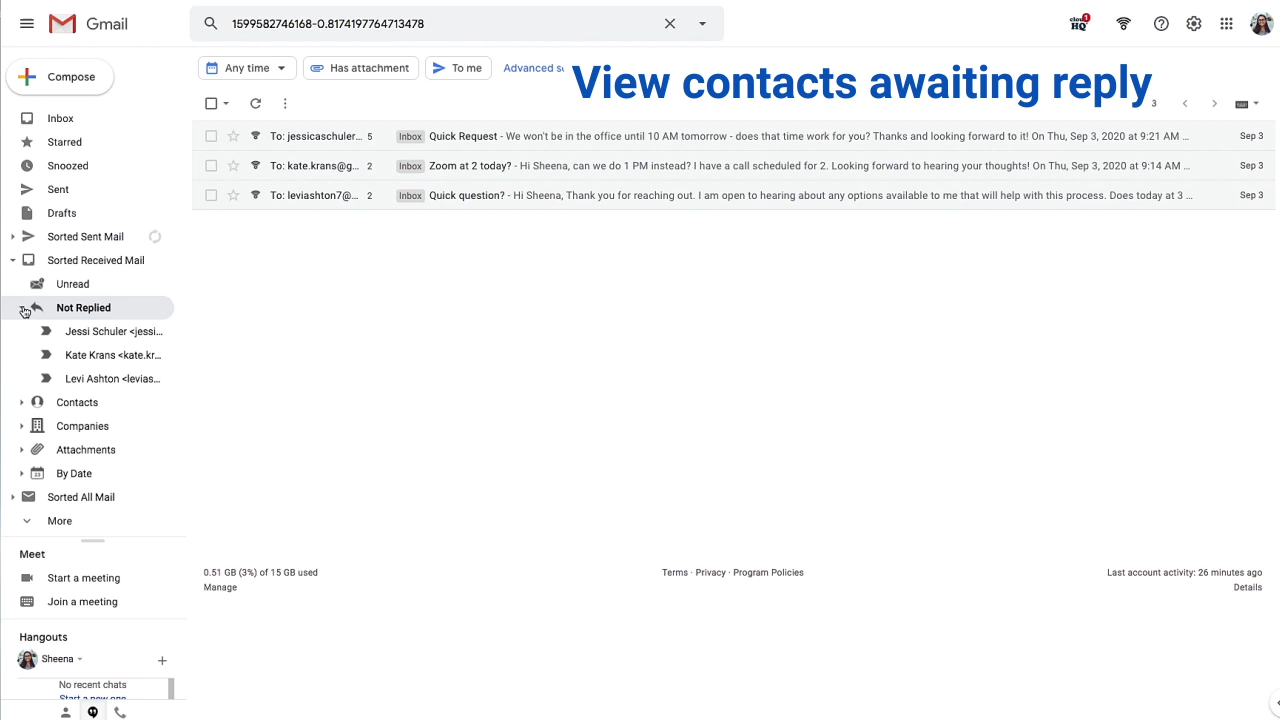 Gmail
1599582746168-0.8174197764713478
Compose
Any time
Has attachment
To me
Advanced se
View contacts awaiting reply
3
Inbox
Starred
Snoozed
Sent
Drafts
Sorted Sent Mail
Sorted Received Mail
Unread
Not Replied
Jessi Schuler <jessi...
Kate Krans <kate.kr...
Levi Ashton <levias...
Contacts
Companies
Attachments
By Date
Sorted All Mail
More
To: jessicaschuler... 5 Inbox Quick Request - We won't be in the office until 10 AM tomorrow - does that time work for you? Thanks and looking forward to it! On Thu, Sep 3, 2020 at 9:21 AM ... Sep 3
To: kate.krans@g... 2 Inbox Zoom at 2 today? - Hi Sheena, can we do 1 PM instead? I have a call scheduled for 2. Looking forward to hearing your thoughts! On Thu, Sep 3, 2020 at 9:14 AM ... Sep 3
To: leviashton7@... 2 Inbox Quick question? - Hi Sheena, Thank you for reaching out. I am open to hearing about any options available to me that will help with this process. Does today at 3 ... Sep 3
0.51 GB (3%) of 15 GB used
Manage
Terms · Privacy · Program Policies
Last account activity: 26 minutes ago
Details
Meet
Start a meeting
Join a meeting
Hangouts
Sheena
No recent chats
Start a new one